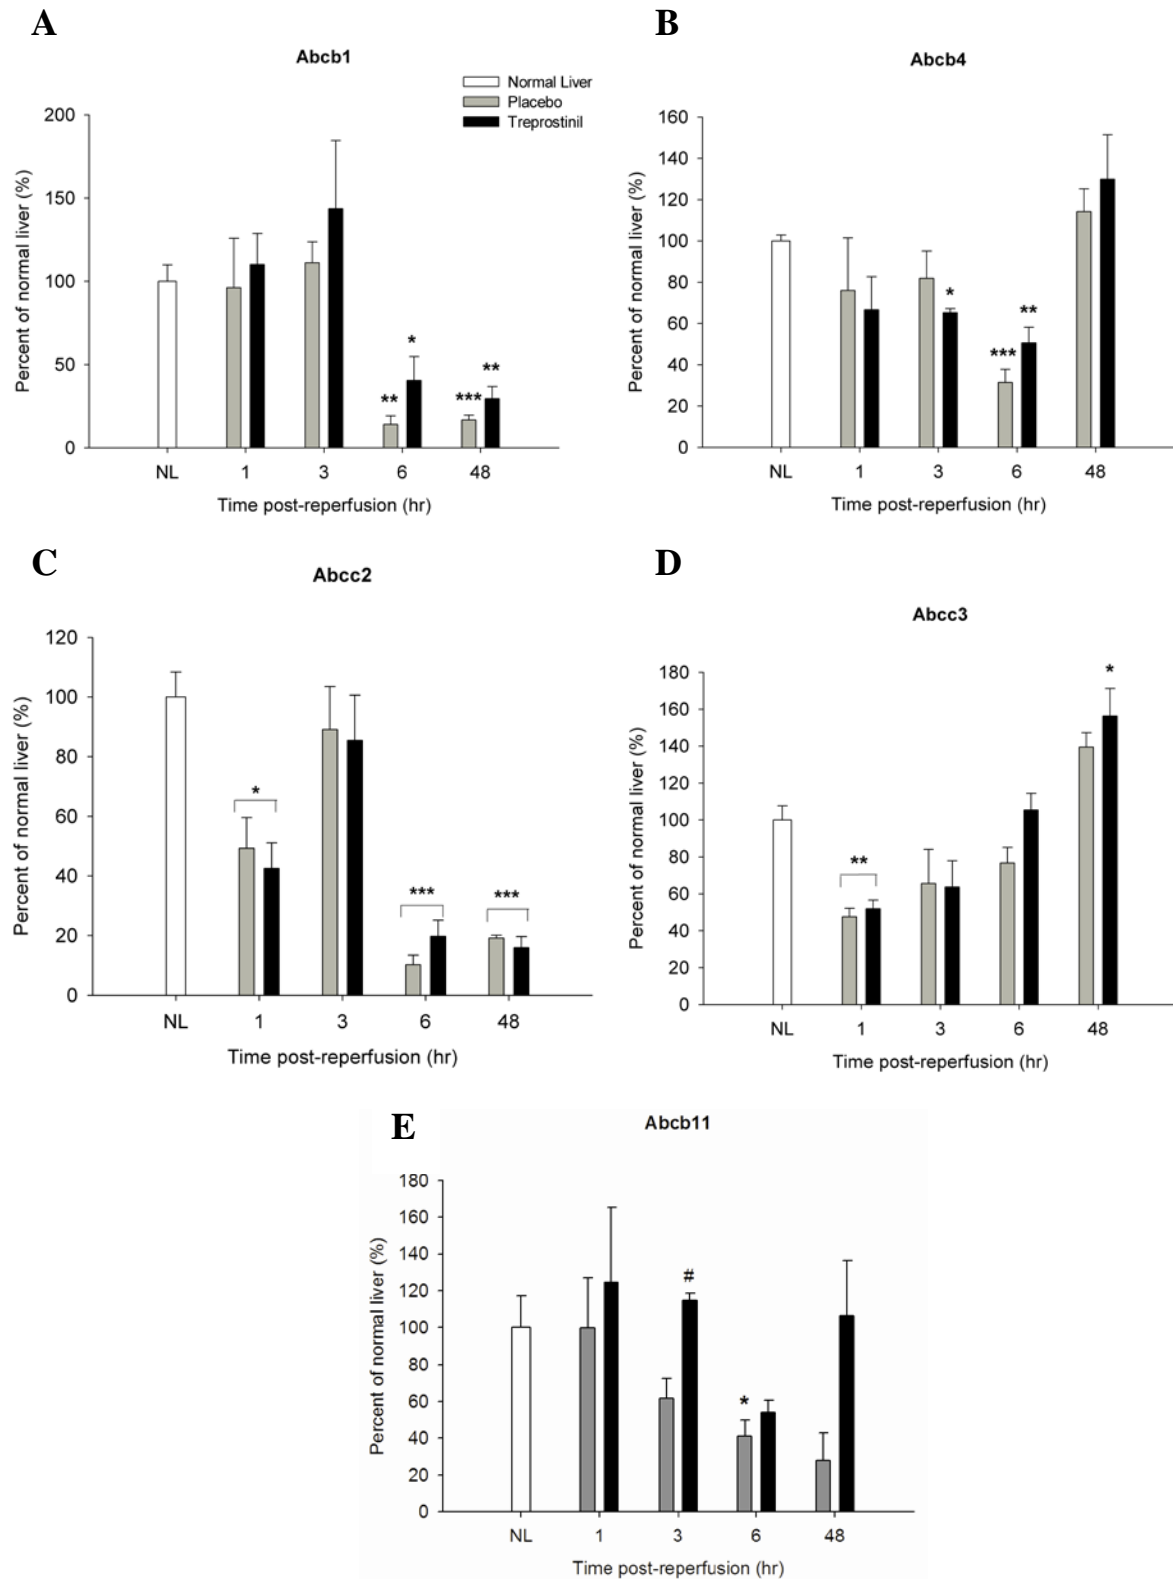 A
Abcb1
Normal Liver
Placebo
Treprostinil
Percent of normal liver (%)
200
150
100
50
0
*
**
**
***
NL 1 3 6 48
Time post-reperfusion (hr)
B
Abcb4
Percent of normal liver (%)
160
140
120
100
80
60
40
20
0
*
**
***
NL 1 3 6 48
Time post-reperfusion (hr)
C
Abcc2
Percent of normal liver (%)
120
100
80
60
40
20
0
*
***
***
NL 1 3 6 48
Time post-reperfusion (hr)
D
Abcc3
Percent of normal liver (%)
180
160
140
120
100
80
60
40
20
0
*
**
NL 1 3 6 48
Time post-reperfusion (hr)
E
Abcb11
Percent of normal liver (%)
180
160
140
120
100
80
60
40
20
0
#
*
NL 1 3 6 48
Time post-reperfusion (hr)